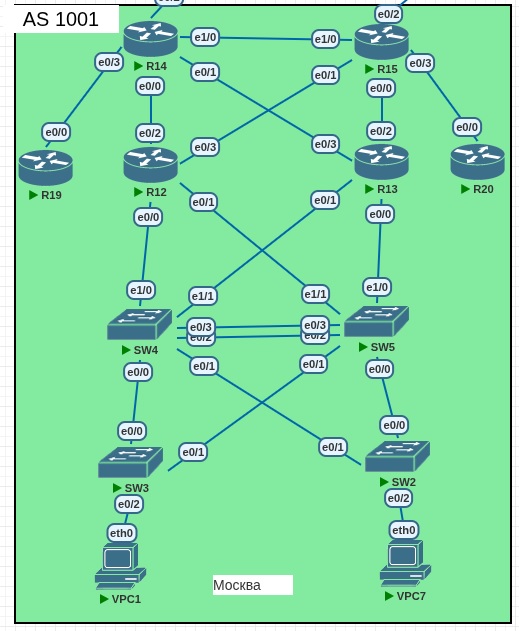 AS 1001
e0/2
R14
e1/0
e1/0
R15
e0/3
e0/1
e0/1
e0/3
e0/0
e0/0
e0/0
e0/2
e0/3
e0/3
e0/2
e0/0
R19
R12
R13
R20
e0/0
e0/1
e0/1
e0/0
e1/0
e1/1
e1/1
e1/0
e0/3
e0/3
e0/2
e0/2
SW4
SW5
e0/0
e0/1
e0/1
e0/0
e0/0
e0/1
e0/1
e0/0
SW3
SW2
e0/2
e0/2
eth0
eth0
VPC1
VPC7
Москва